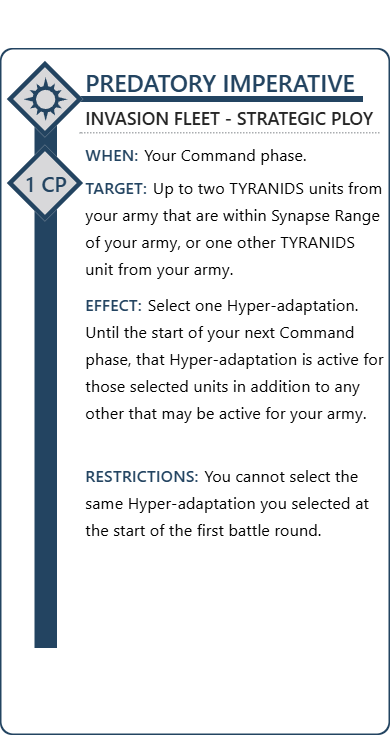 PREDATORY IMPERATIVE
INVASION FLEET - STRATEGIC PLOY
1 CP
WHEN: Your Command phase.
TARGET: Up to two TYRANIDS units from
your army that are within Synapse Range
of your army, or one other TYRANIDS
unit from your army.
EFFECT: Select one Hyper-adaptation.
Until the start of your next Command
phase, that Hyper-adaptation is active for
those selected units in addition to any
other that may be active for your army.
RESTRICTIONS: You cannot select the
same Hyper-adaptation you selected at
the start of the first battle round.